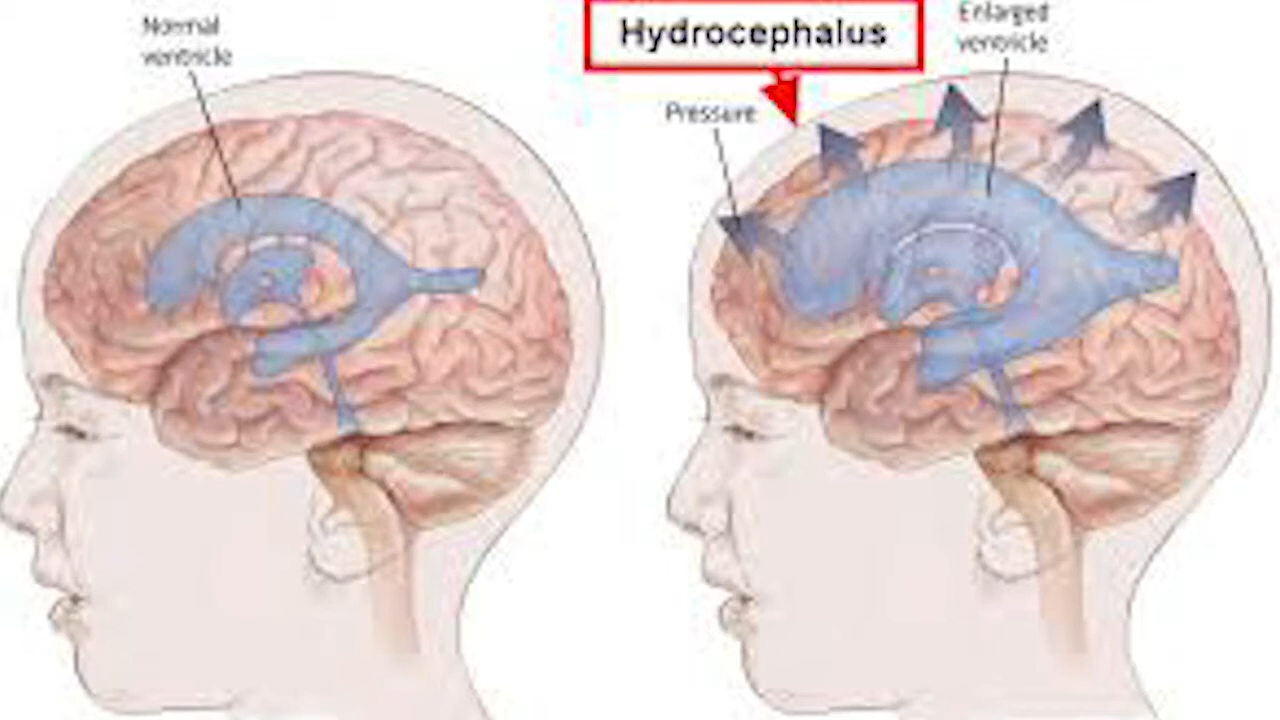 Normal
ventricle
Hydrocephalus
Enlarged
ventricle
Pressure